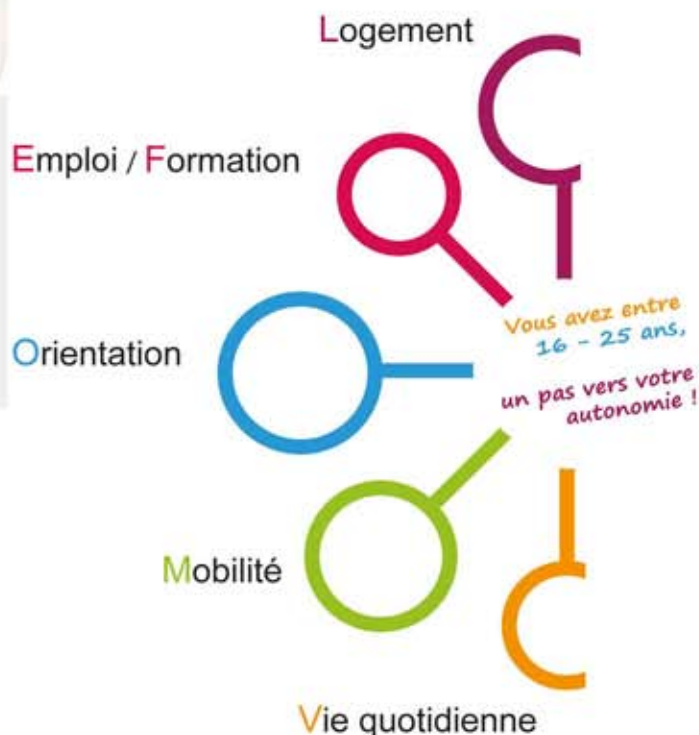 Logement
Emploi / Formation
Vous avez entre
16 - 25 ans,
Orientation
un pas vers votre
autonomie !
Mobilité
Vie quotidienne